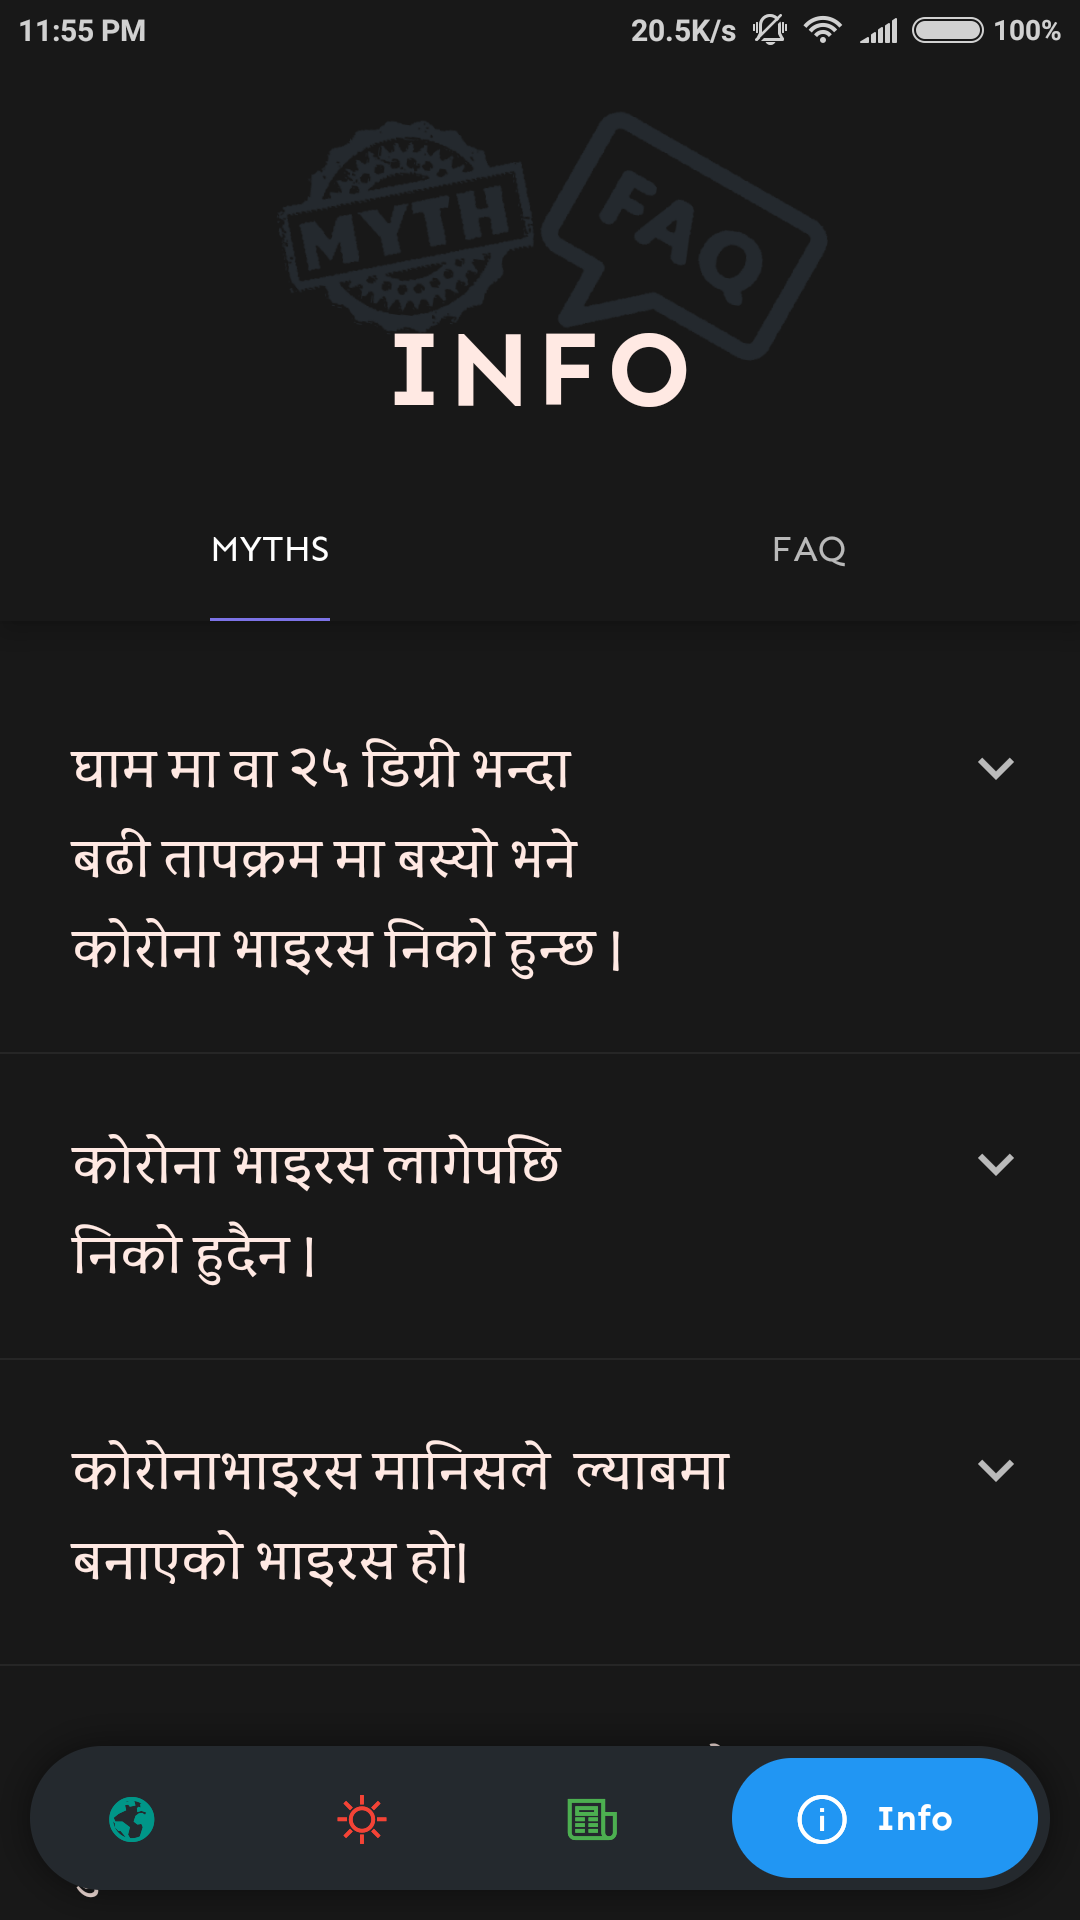 11:55 PM 20.5K/s 100%
MYTH FAQ
INFO
MYTHS FAQ
घाम मा वा २५ डिग्री भन्दा
बढी तापक्रम मा बस्यो भने
कोरोना भाइरस निको हुन्छ |
कोरोना भाइरस लागेपछि
निको हुदैन |
कोरोनाभाइरस मानिसले  ल्याबमा
बनाएको भाइरस हो|
Info